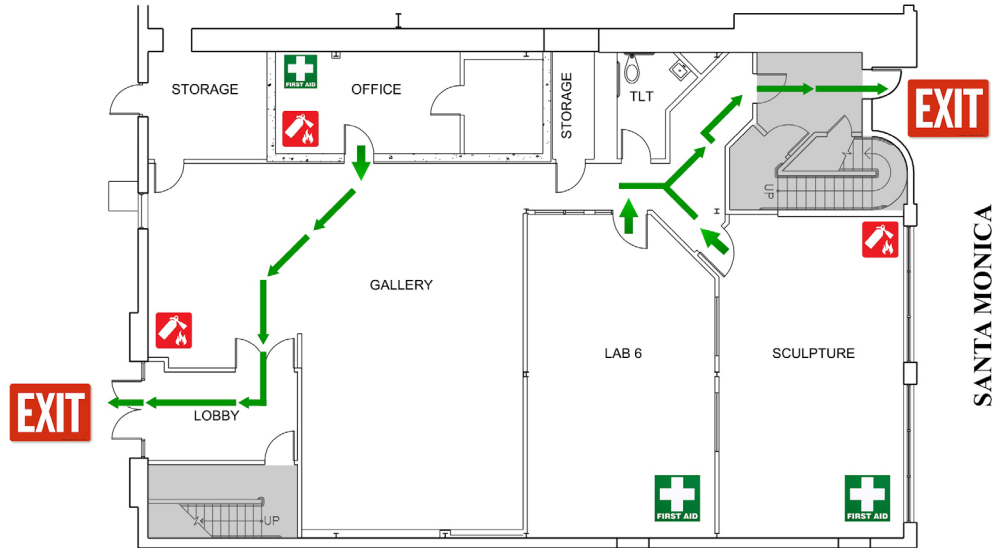 STORAGE
FIRST AID
OFFICE
STORAGE
TLT
EXIT
UP
SANTA MONICA
GALLERY
LAB 6
SCULPTURE
EXIT
LOBBY
UP
FIRST AID
FIRST AID